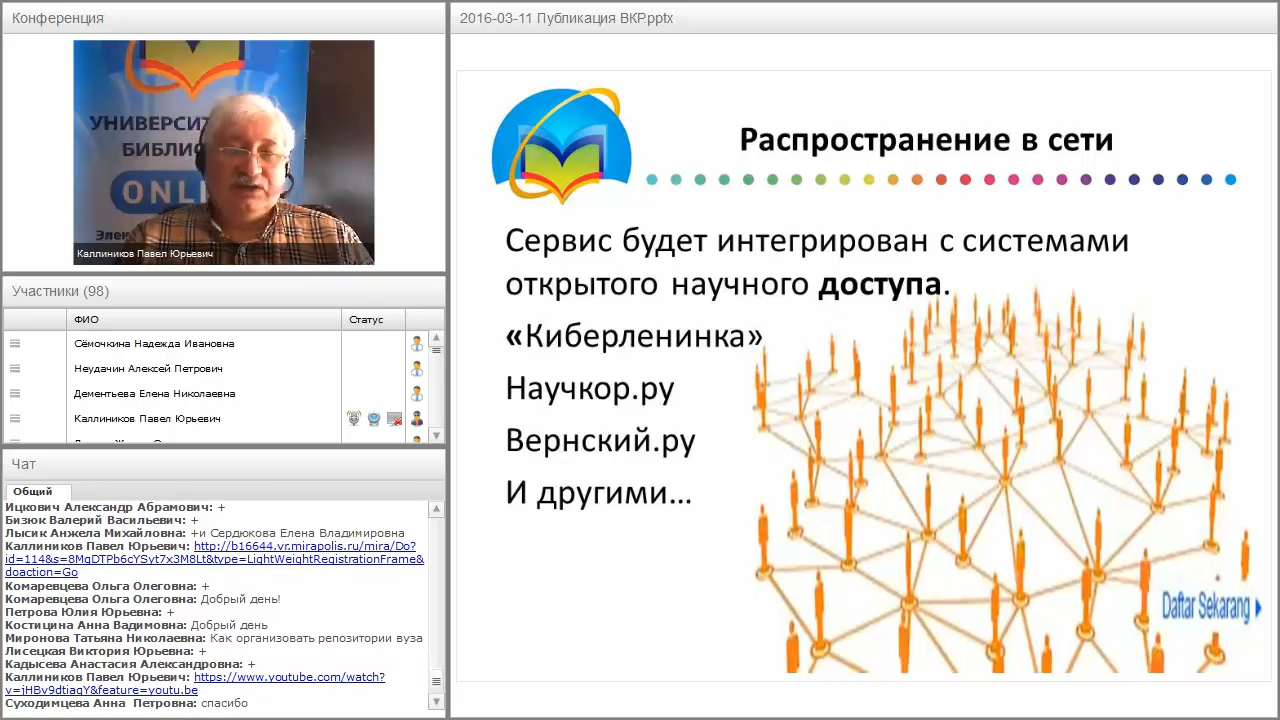 Конференция
УНИВЕРСИТ
БИБЛИО
ONLI
Элек
Каллиников Павел Юрьевич
Участники (98)
ФИО
Статус
Сёмочкина Надежда Ивановна
Неудачин Алексей Петрович
Дементьева Елена Николаевна
Каллиников Павел Юрьевич
Чат
Общий
Ицкович Александр Абрамович: +
Бизюк Валерий Васильевич: +
Лысик Анжела Михайловна: +и Сердюкова Елена Владимировна
Каллиников Павел Юрьевич: http://b16644.vr.mirapolis.ru/mira/Do?
id=114&s=8MqDTPb6cYSyt7x3M8Lt&type=LightWeightRegistrationFrame&
doaction=Go
Комаревцева Ольга Олеговна: +
Комаревцева Ольга Олеговна: Добрый день!
Петрова Юлия Юрьевна: +
Костицина Анна Вадимовна: Добрый день
Миронова Татьяна Николаевна: Как организовать репозитории вуза
Лисецкая Виктория Юрьевна: +
Кадысева Анастасия Александровна: +
Каллиников Павел Юрьевич: https://www.youtube.com/watch?
v=jHBv9dtiaqY&feature=youtu.be
Суходимцева Анна Петровна: спасибо
2016-03-11 Публикация ВКР.pptx
Распространение в сети
Сервис будет интегрирован с системами
открытого научного доступа.
«Киберленинка»
Научкор.ру
Вернский.ру
И другими…
Daftar Sekarang